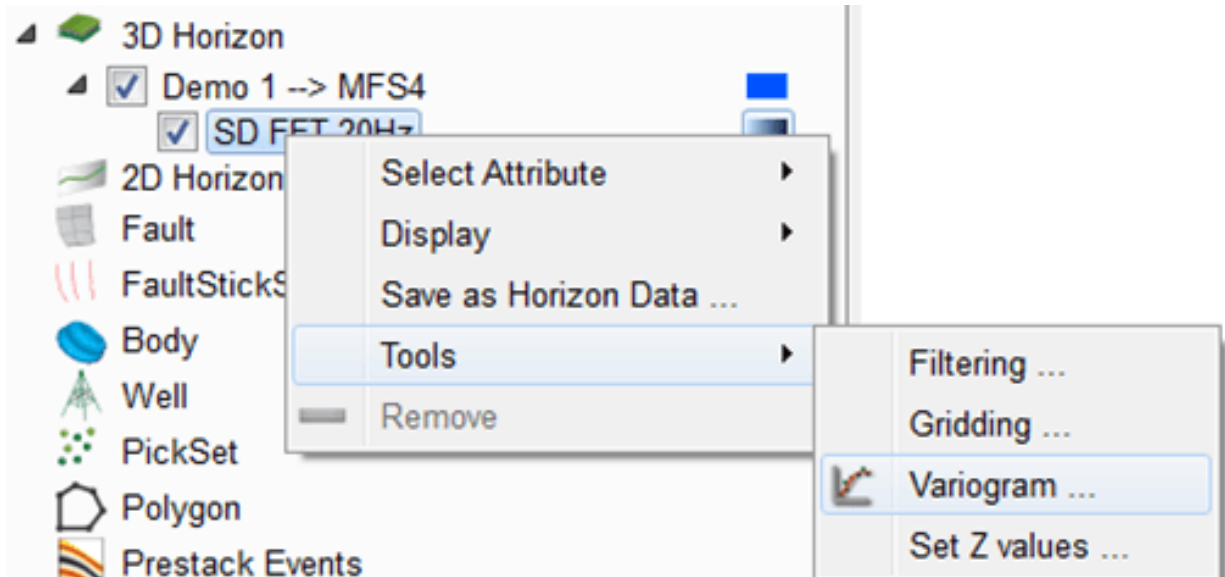 3D Horizon
Demo 1 --> MFS4
SD FFT 20Hz
2D Horizon
Fault
FaultStickS
Body
Well
PickSet
Polygon
Prestack Events
Select Attribute
Display
Save as Horizon Data ...
Tools
Remove
Filtering ...
Gridding ...
Variogram ...
Set Z values ...